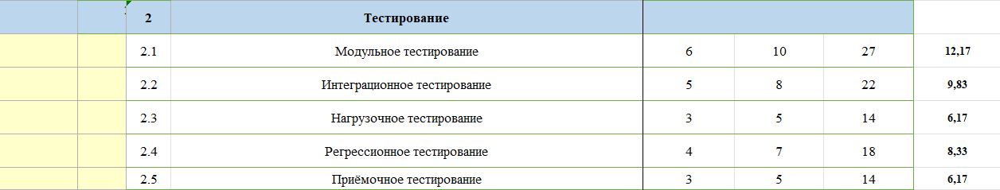 2 Тестирование
2.1 Модульное тестирование 6 10 27 12,17
2.2 Интеграционное тестирование 5 8 22 9,83
2.3 Нагрузочное тестирование 3 5 14 6,17
2.4 Регрессионное тестирование 4 7 18 8,33
2.5 Приёмочное тестирование 3 5 14 6,17